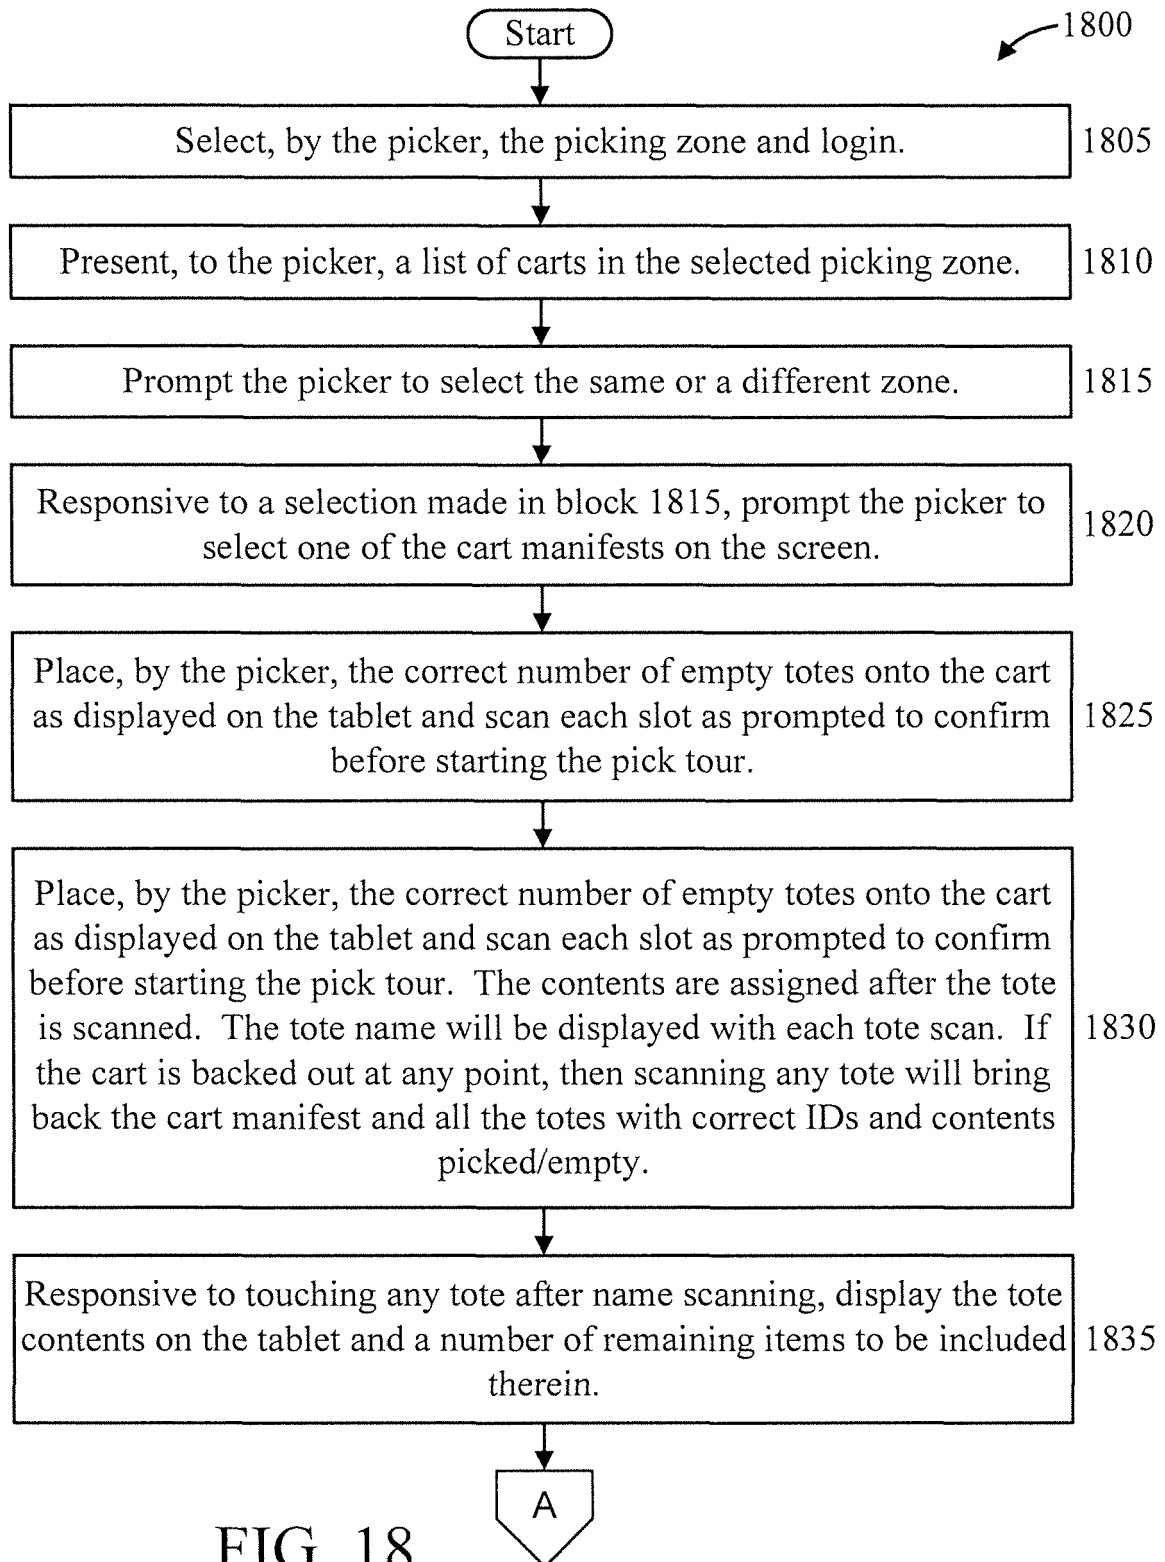 Start
1800
Select, by the picker, the picking zone and login.
1805
Present, to the picker, a list of carts in the selected picking zone.
1810
Prompt the picker to select the same or a different zone.
1815
Responsive to a selection made in block 1815, prompt the picker to
select one of the cart manifests on the screen.
1820
Place, by the picker, the correct number of empty totes onto the cart
as displayed on the tablet and scan each slot as prompted to confirm
before starting the pick tour.
1825
Place, by the picker, the correct number of empty totes onto the cart
as displayed on the tablet and scan each slot as prompted to confirm
before starting the pick tour.  The contents are assigned after the tote
is scanned.  The tote name will be displayed with each tote scan.  If
the cart is backed out at any point, then scanning any tote will bring
back the cart manifest and all the totes with correct IDs and contents
picked/empty.
1830
Responsive to touching any tote after name scanning, display the tote
contents on the tablet and a number of remaining items to be included
therein.
1835
A
FIG. 18